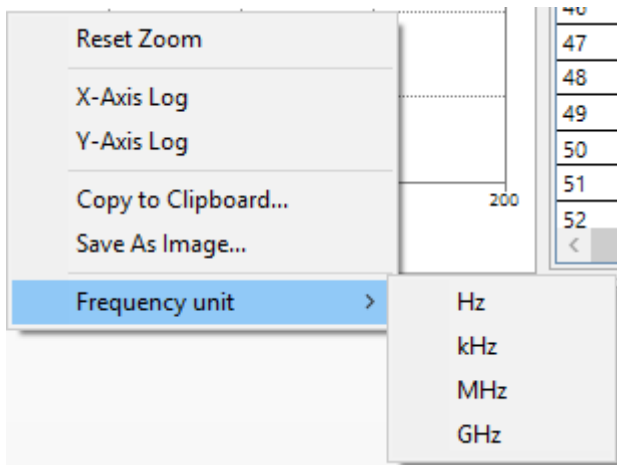 Reset Zoom
X-Axis Log
Y-Axis Log
Copy to Clipboard...
Save As Image...
Frequency unit >
Hz
kHz
MHz
GHz
200
47
48
49
50
51
52